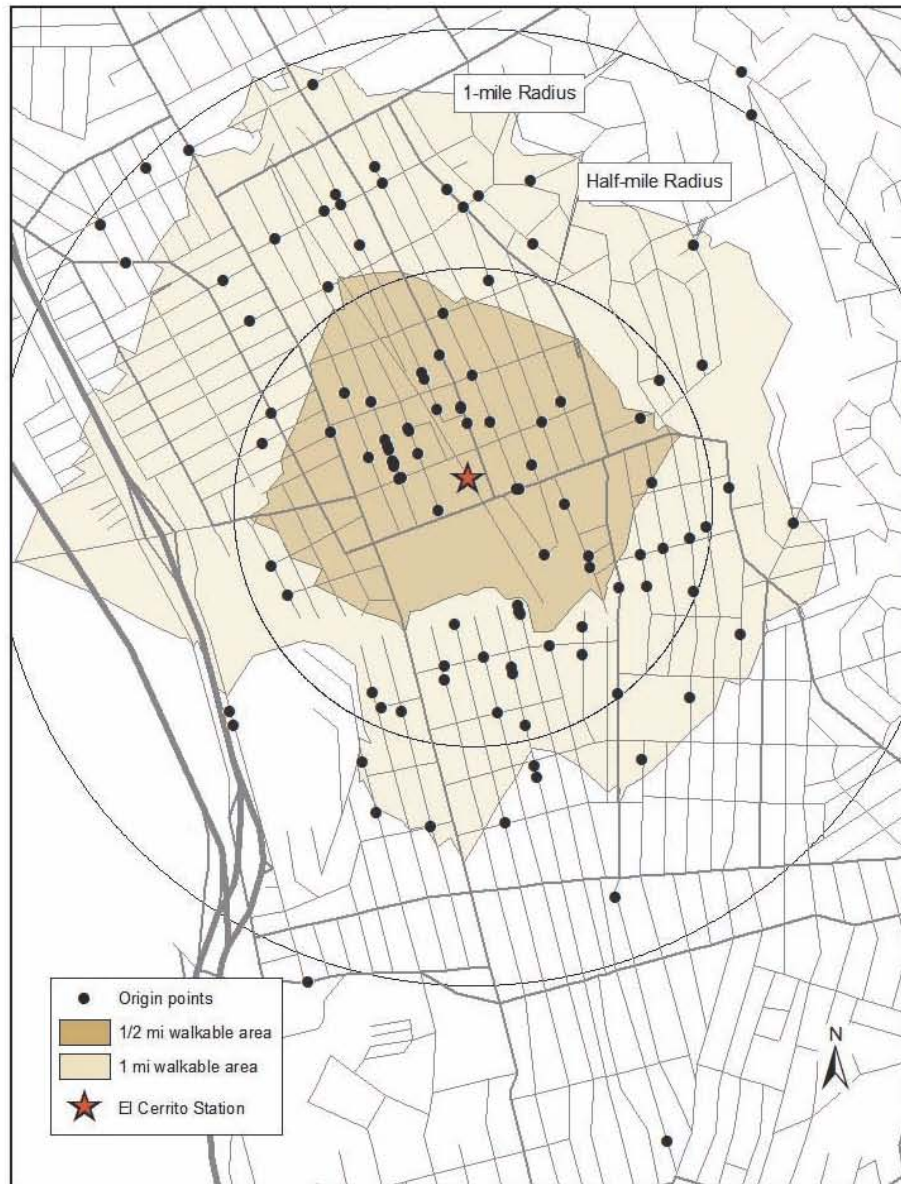 1-mile Radius
Half-mile Radius
Origin points
1/2 mi walkable area
1 mi walkable area
El Cerrito Station
N